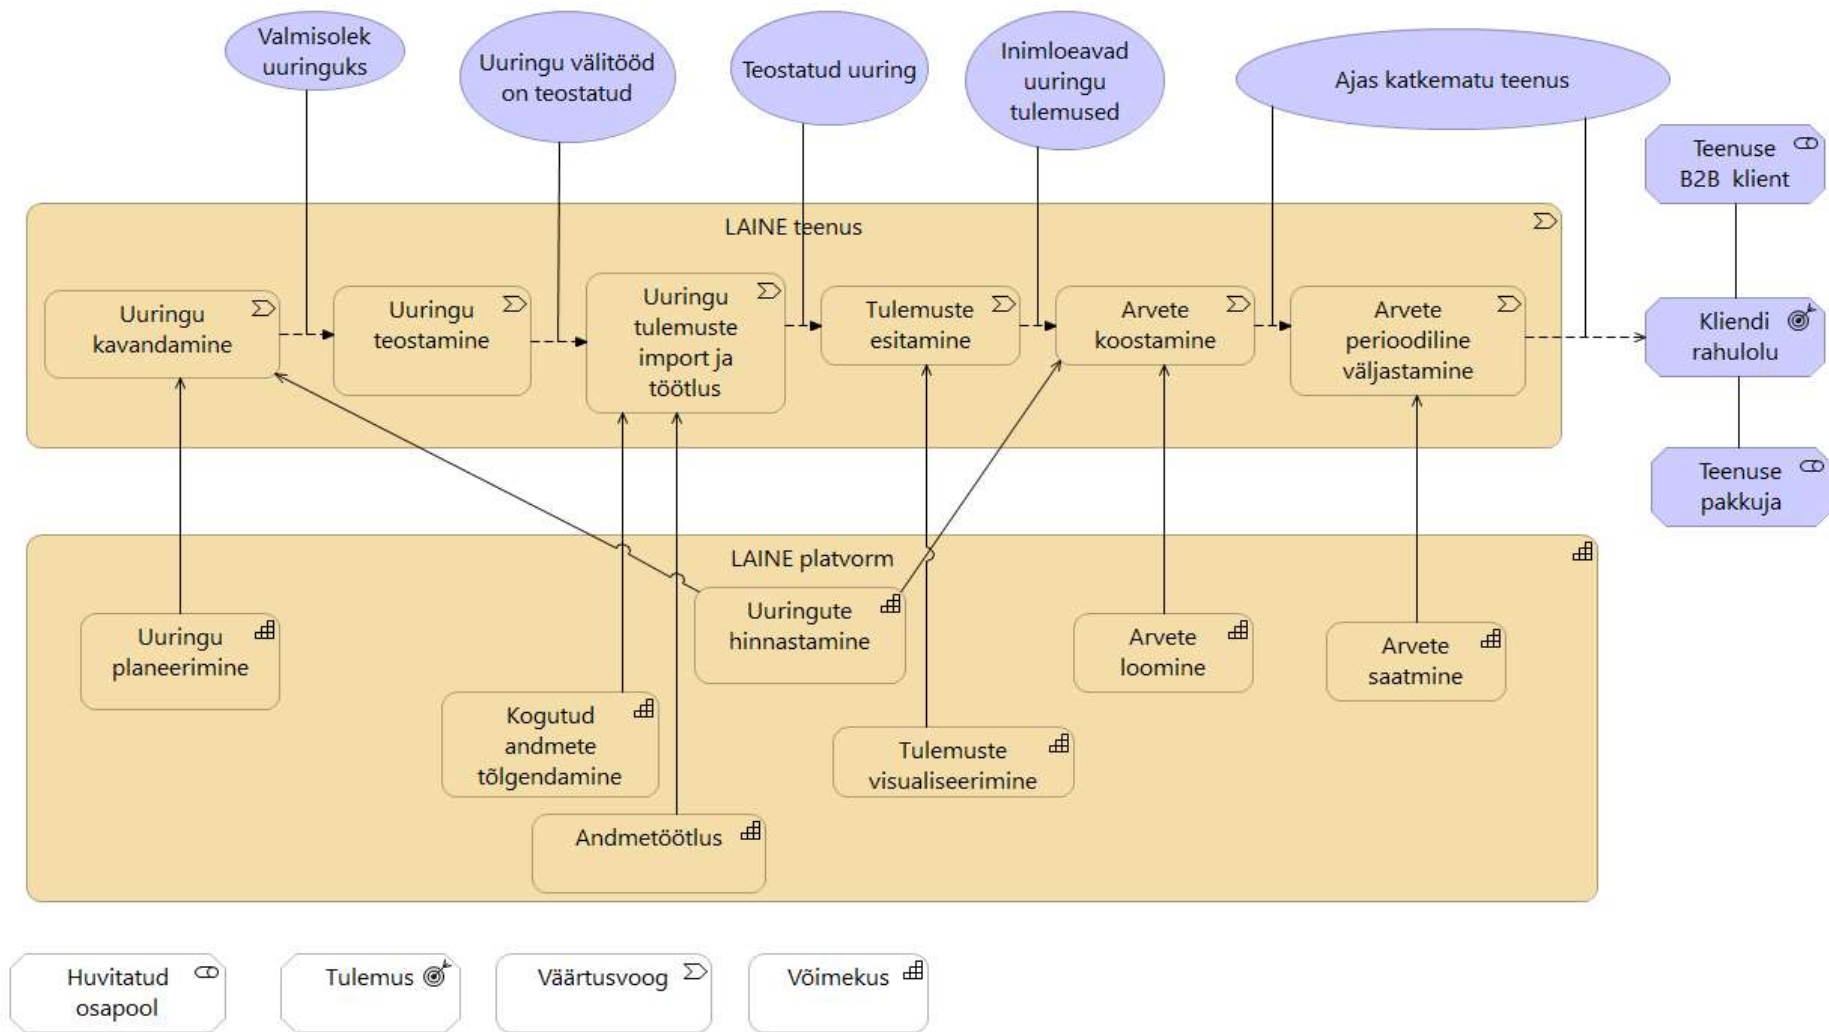 Valmisolek
uuringuks
Uuringu välitööd
on teostatud
Teostatud uuring
Inimloeavad
uuringu
tulemused
Ajas katkematu teenus
Teenuse
B2B klient
LAINE teenus
Uuringu
kavandamine
Uuringu
teostamine
Uuringu
tulemuste
import ja
töötlus
Tulemuste
esitamine
Arvete
koostamine
Arvete
perioodiline
väljastamine
Kliendi
rahulolu
Teenuse
pakkuja
LAINE platvorm
Uuringu
planeerimine
Kogutud
andmete
tõlgendamine
Andmetöötlus
Uuringute
hinnastamine
Tulemuste
visualiseerimine
Arvete
loomine
Arvete
saatmine
Huvitatud
osapool
Tulemus
Väärtusvoog
Võimekus